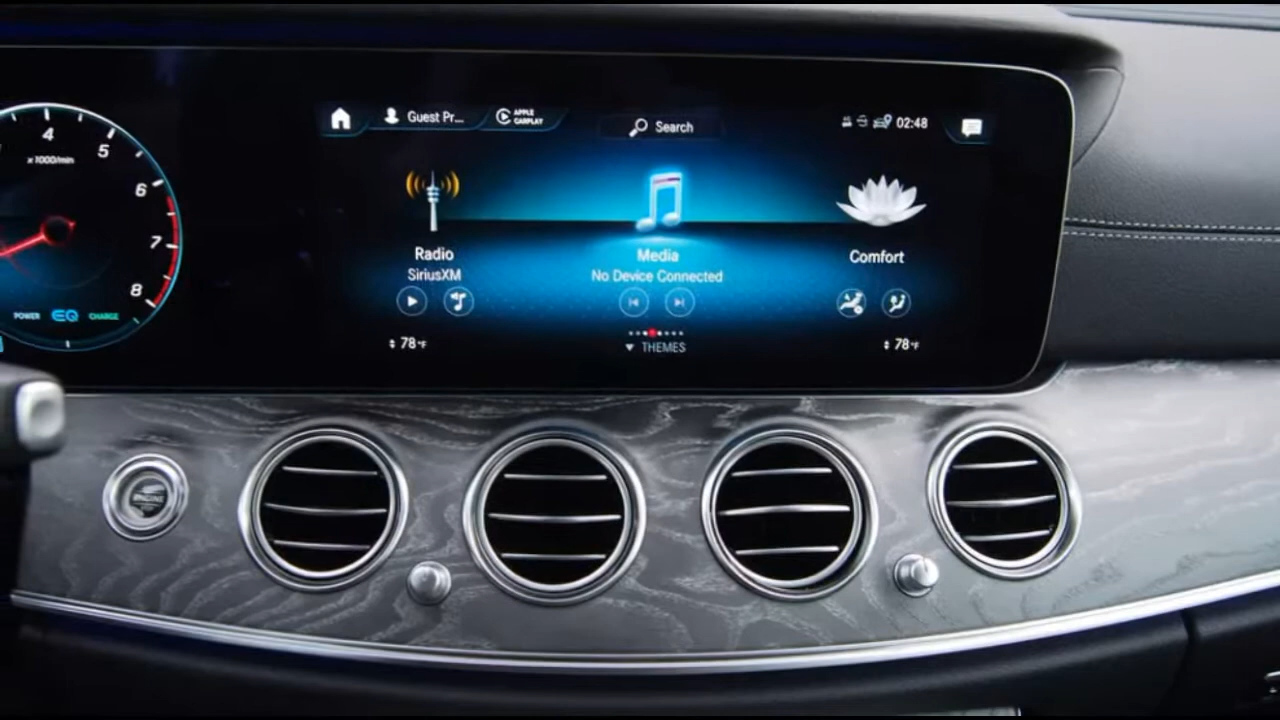 4
5
6
7
8
x1000/min
POWER EQ CHARGE
Guest Pr...
APPLE
CARPLAY
Search
02:48
Radio
SiriusXM
Media
No Device Connected
Comfort
78°F
THEMES
78°F
ENGINE